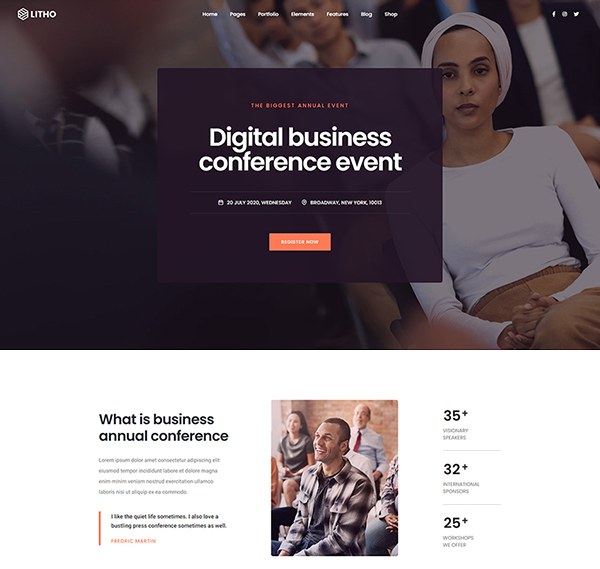 LITHO
Home Pages Portfolio Elements Features Blog Shop
THE BIGGEST ANNUAL EVENT
Digital business
conference event
20 JULY 2020, WEDNESDAY BROADWAY, NEW YORK, 10013
REGISTER NOW
What is business
annual conference
Lorem ipsum dolor amet consectetur adipiscing elit
eiusmod tempor incididunt labore et dolore magna
enim minim veniam nostrud exercitation ullamco
laboris nisi ut aliquip ex ea commodo.
I like the quiet life sometimes. I also love a
bustling press conference sometimes as well.
FREDRIC MARTIN
35+
VISIONARY
SPEAKERS
32+
INTERNATIONAL
SPONSORS
25+
WORKSHOPS
WE OFFER